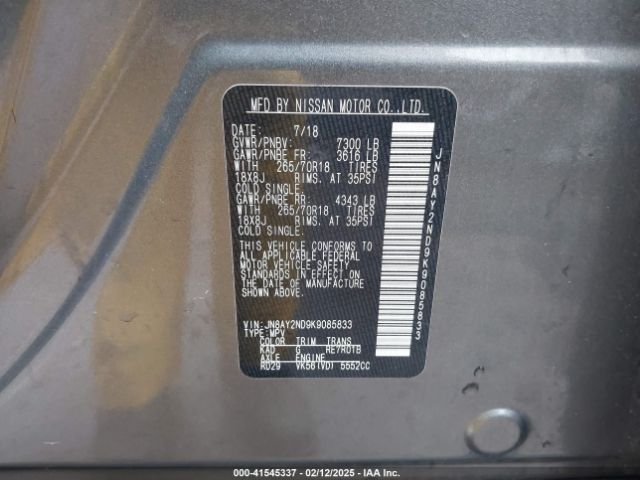 MFD BY NISSAN MOTOR CO.,LTD.
DATE: 7/18
GVWR/PNBV: 7300 LB
GAWR/PNBE FR: 3616 LB
WITH 265/70R18 TIRES
18X8J RIMS. AT 35PSI
COLD SINGLE.
GAWR/PNBE RR: 4343 LB
WITH 265/70R18 TIRES
18X8J RIMS. AT 35PSI
COLD SINGLE.
THIS VEHICLE CONFORMS TO
ALL APPLICABLE FEDERAL
MOTOR VEHICLE SAFETY
STANDARDS IN EFFECT ON
THE DATE OF MANUFACTURE
SHOWN ABOVE.
VIN: JN8AY2ND9K9085833
TYPE: MPV
COLOR TRIM TRANS
KAD G RE7R01B
AXLE ENGINE
RD29 VK56(VD) 5552CC
JN8AY2ND9K9085833
000-41545337 - 02/12/2025 - IAA Inc.